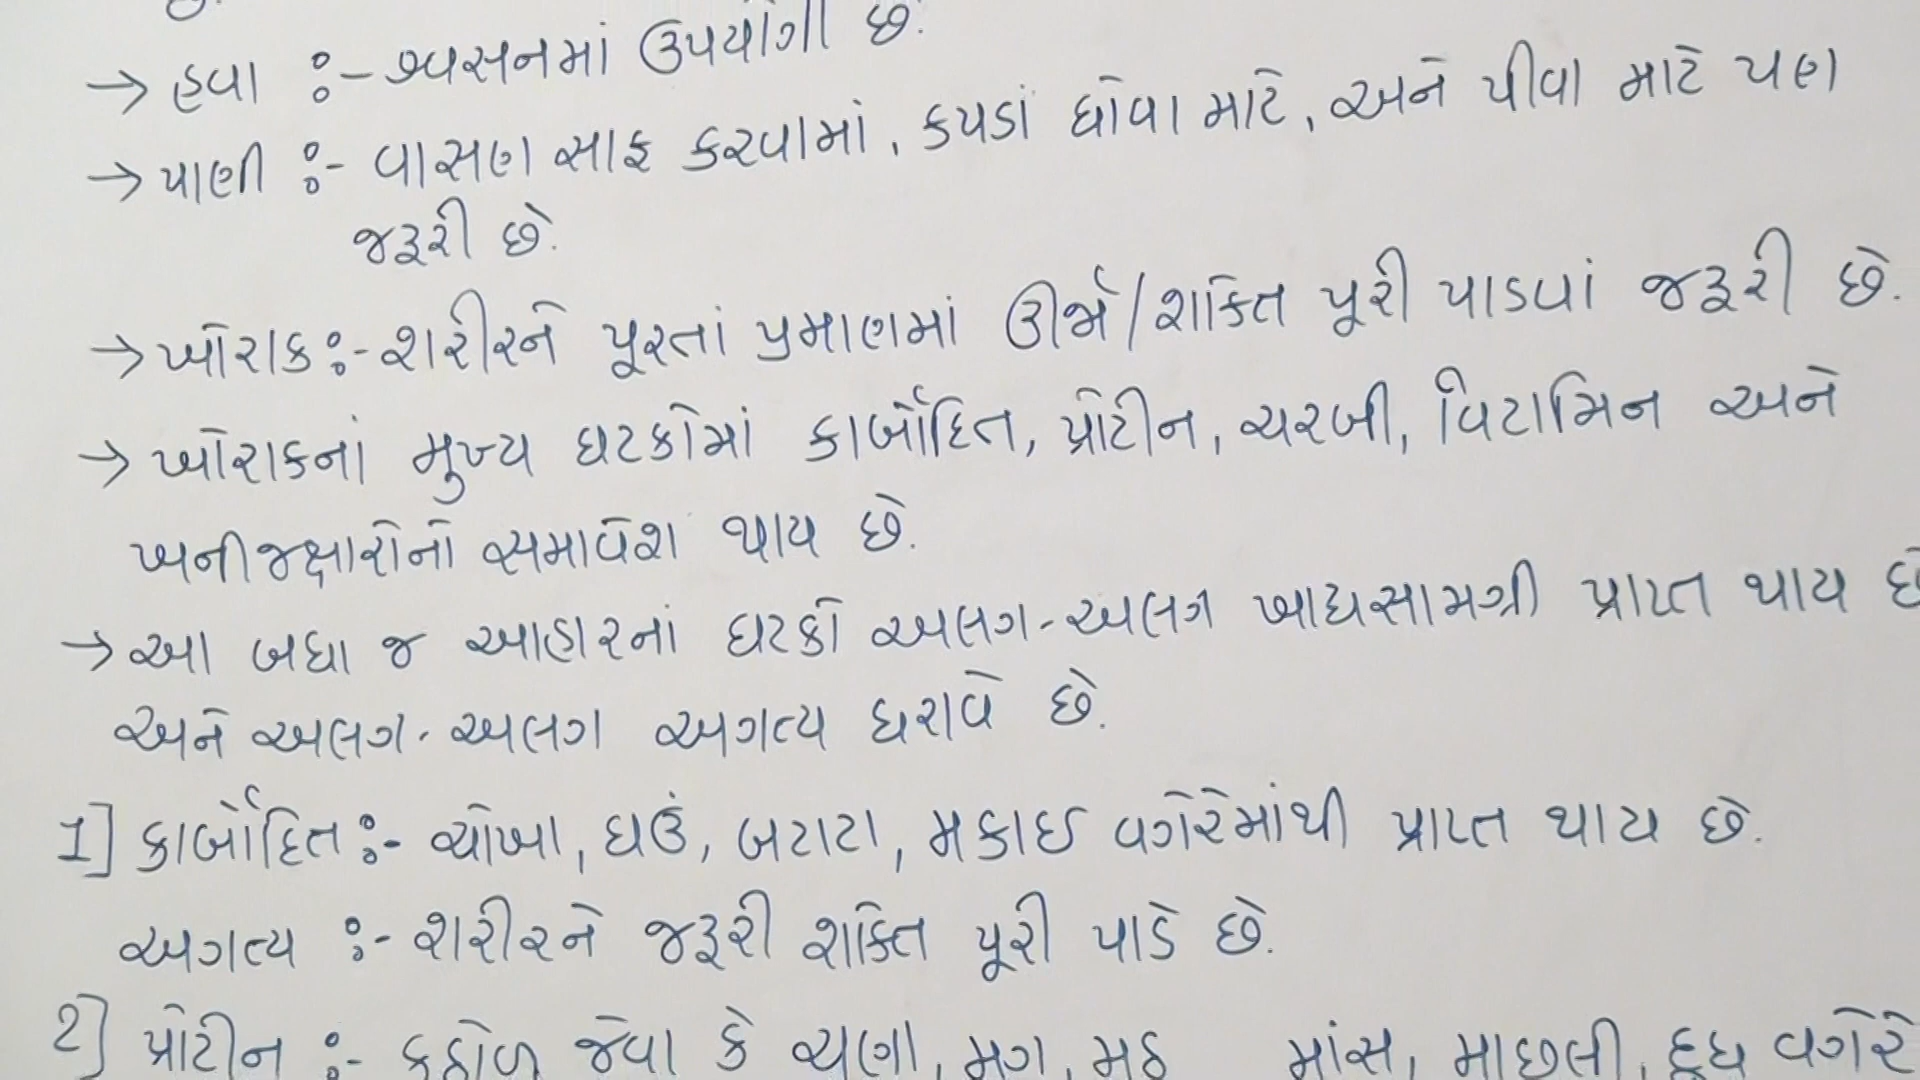 → હવા :- શ્વસનમાં ઉપયોગી છે.
→ પાણી :- વાસણ સાફ કરવામાં, કપડાં ધોવા માટે, અને પીવા માટે પણ
જરૂરી છે.
→ ખોરાક:- શરીરને પૂરતાં પ્રમાણમાં ઊર્જા/શક્તિ પૂરી પાડવાં જરૂરી છે.
→ ખોરાકનાં મુખ્ય ઘટકોમાં કાર્બોદિત, પ્રોટીન, ચરબી, વિટામિન અને
ખનીજક્ષારોનો સમાવેશ થાય છે.
→ આ બધા જ આહારનાં ઘટકો અલગ-અલગ ખાદ્યસામગ્રી પ્રાપ્ત થાય છે
અને અલગ-અલગ અગત્ય ધરાવે છે.
1] કાર્બોદિત:- ચોખા, ઘઉં, બટાટા, મકાઈ વગેરેમાંથી પ્રાપ્ત થાય છે.
અગત્ય :- શરીરને જરૂરી શક્તિ પૂરી પાડે છે.
2] પ્રોટીન :- કઠોળ જેવા કે ચણા, મગ, મઠ માંસ, માછલી, દૂધ વગેરે